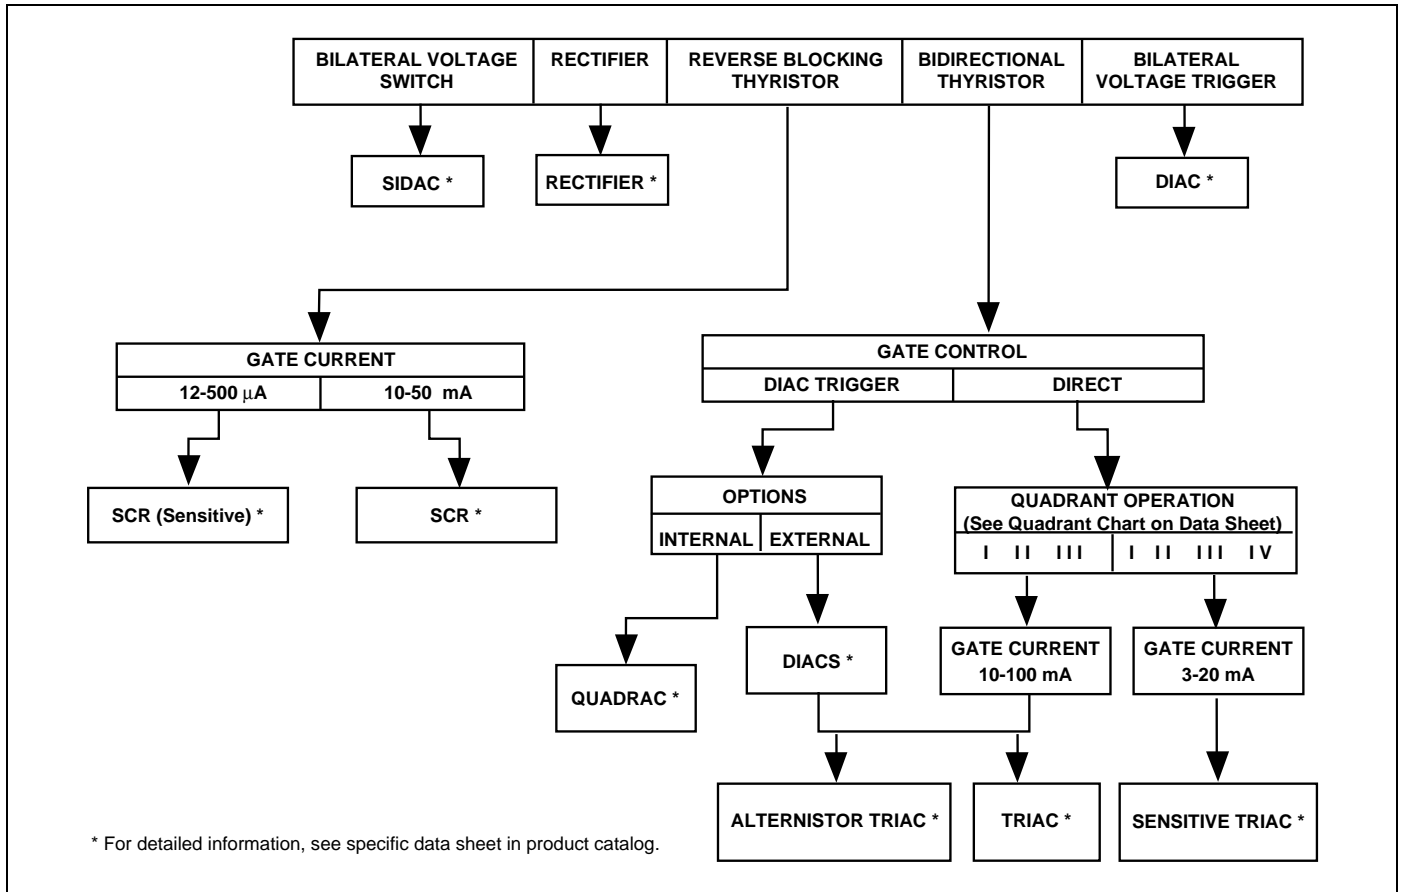 BILATERAL VOLTAGE
SWITCH
RECTIFIER
REVERSE BLOCKING
THYRISTOR
BIDIRECTIONAL
THYRISTOR
BILATERAL
VOLTAGE TRIGGER
SIDAC *
RECTIFIER *
DIAC *
GATE CURRENT
12-500 μA
10-50 mA
GATE CONTROL
DIAC TRIGGER
DIRECT
SCR (Sensitive) *
SCR *
OPTIONS
INTERNAL
EXTERNAL
QUADRANT OPERATION
(See Quadrant Chart on Data Sheet)
I II III
I II III IV
QUADRAC *
DIACS *
GATE CURRENT
10-100 mA
GATE CURRENT
3-20 mA
ALTERNISTOR TRIAC *
TRIAC *
SENSITIVE TRIAC *
* For detailed information, see specific data sheet in product catalog.